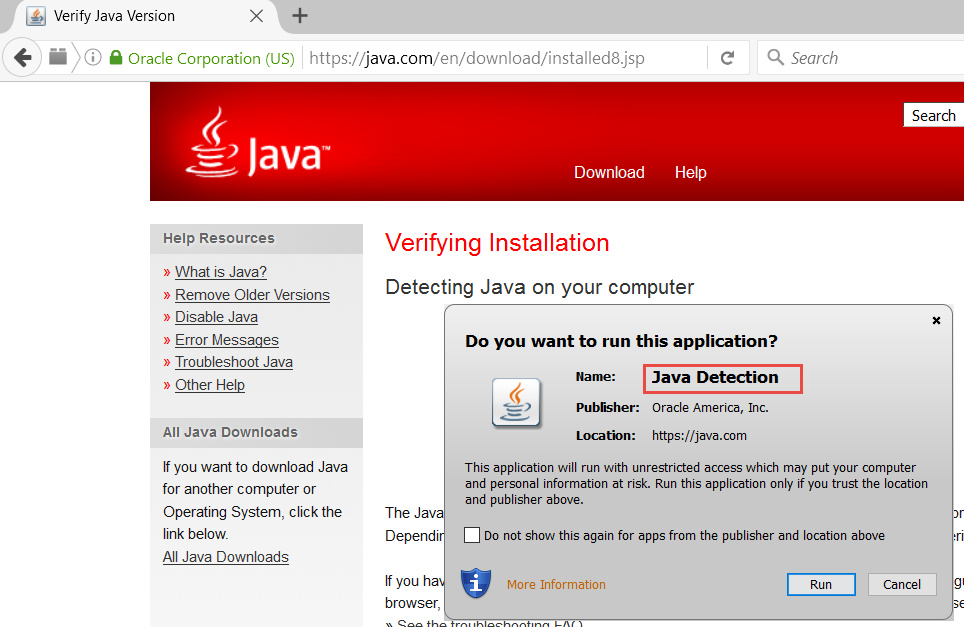 Verify Java Version
Oracle Corporation (US) https://java.com/en/download/installed8.jsp Search
Search
Java™
Download Help
Help Resources
» What is Java?
» Remove Older Versions
» Disable Java
» Error Messages
» Troubleshoot Java
» Other Help
All Java Downloads
If you want to download Java
for another computer or
Operating System, click the
link below.
All Java Downloads
Verifying Installation
Detecting Java on your computer
Do you want to run this application?
Name: Java Detection
Publisher: Oracle America, Inc.
Location: https://java.com
This application will run with unrestricted access which may put your computer
and personal information at risk. Run this application only if you trust the location
and publisher above.
Do not show this again for apps from the publisher and location above
More Information Run Cancel
The Java
If you hav
browser,
» See the troubleshooting FAQ